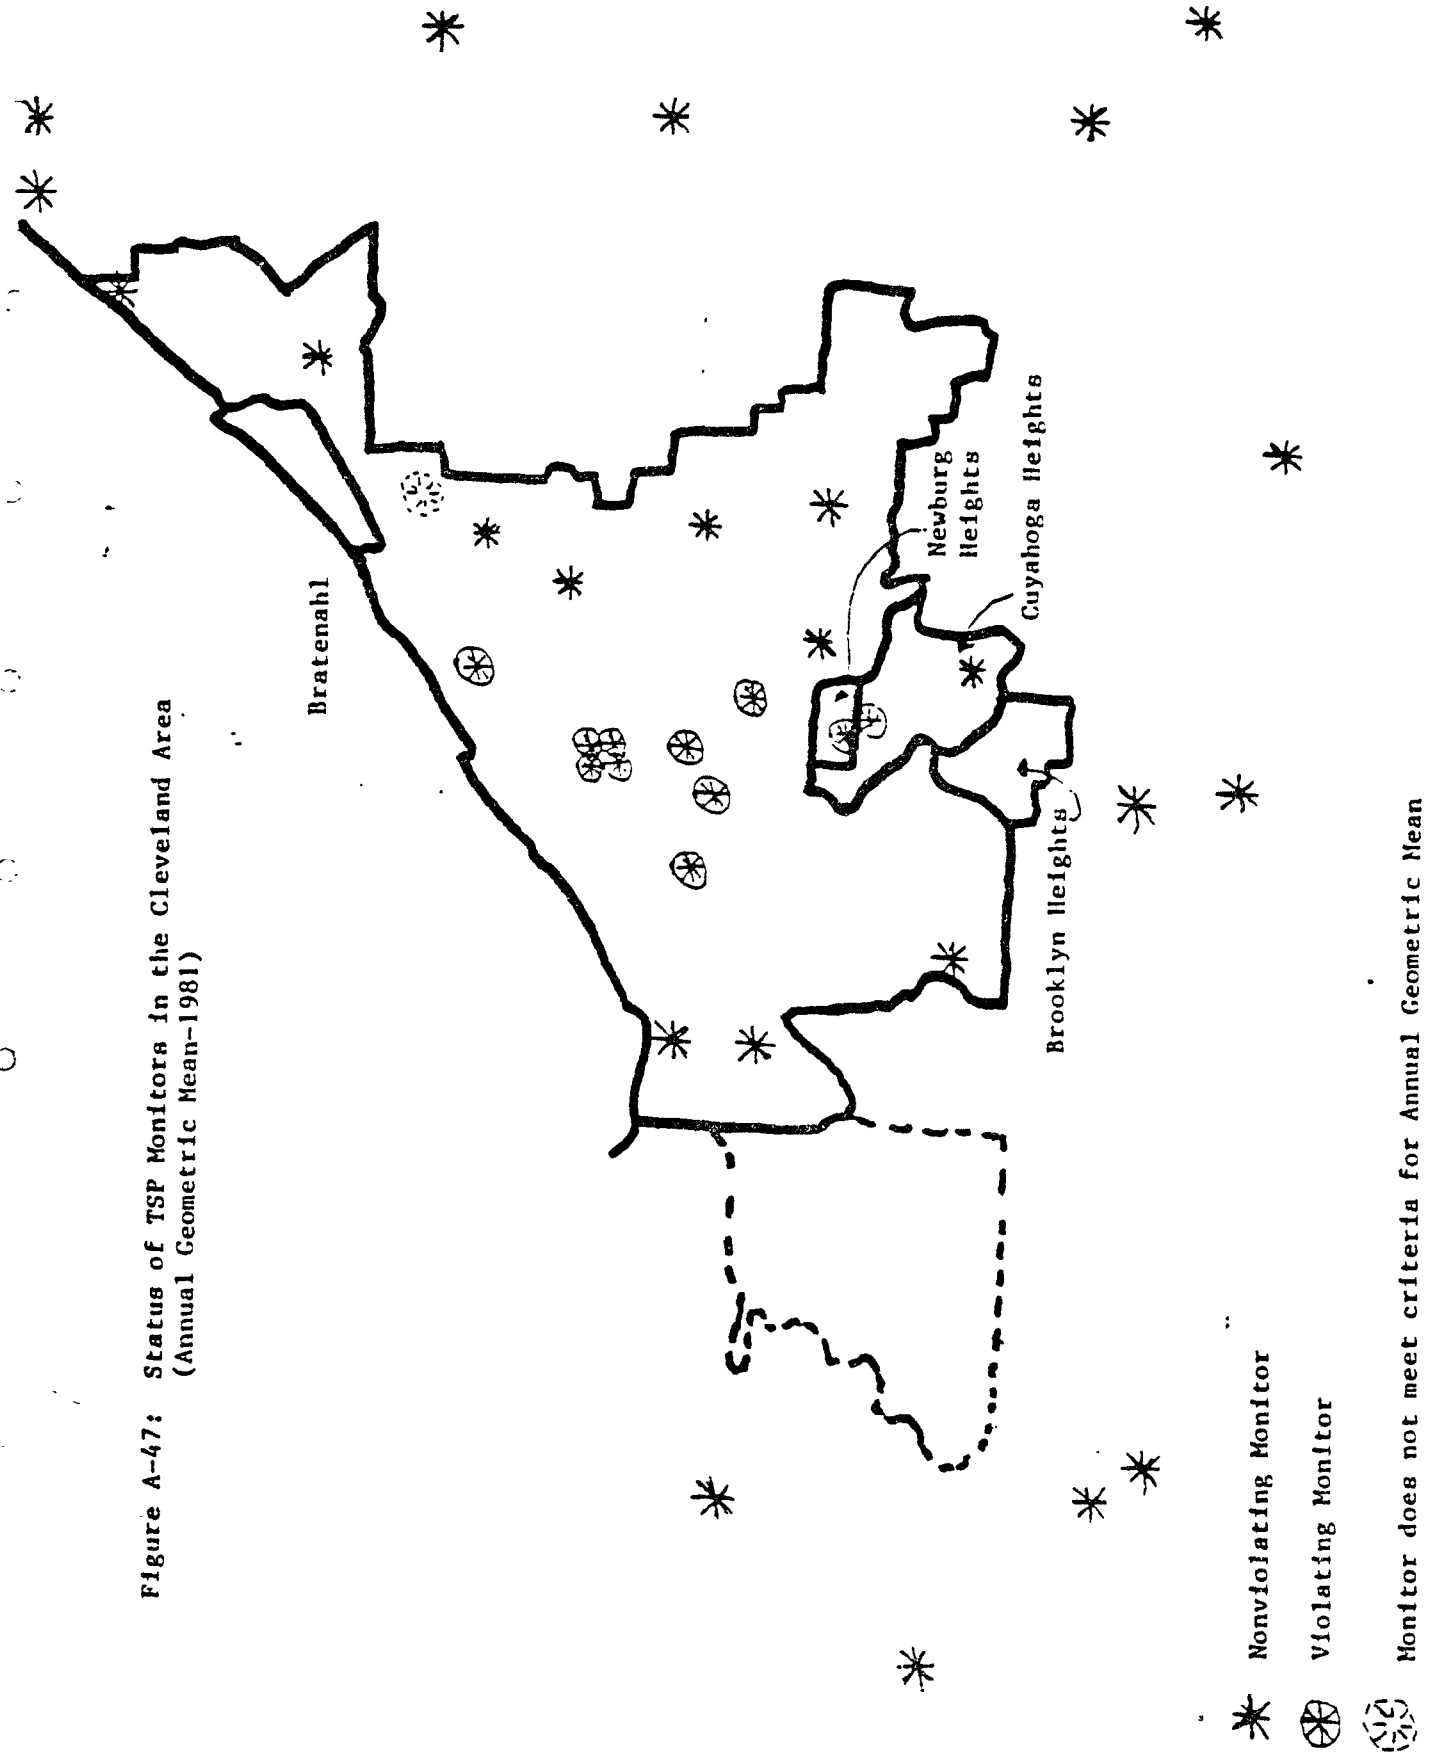 Figure A-47: Status of TSP Monitors in the Cleveland Area
(Annual Geometric Mean-1981)
Bratenahl
Newburg
Heights
Cuyahoga Heights
Brooklyn Heights
Nonviolating Monitor
Violating Monitor
Monitor does not meet criteria for Annual Geometric Mean